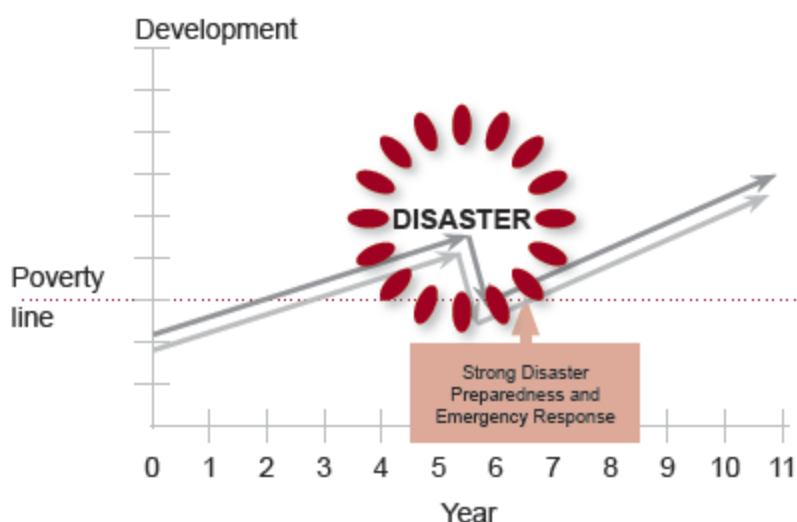 Development
DISASTER
Poverty
line
Strong Disaster
Preparedness and
Emergency Response
0 1 2 3 4 5 6 7 8 9 10 11
Year